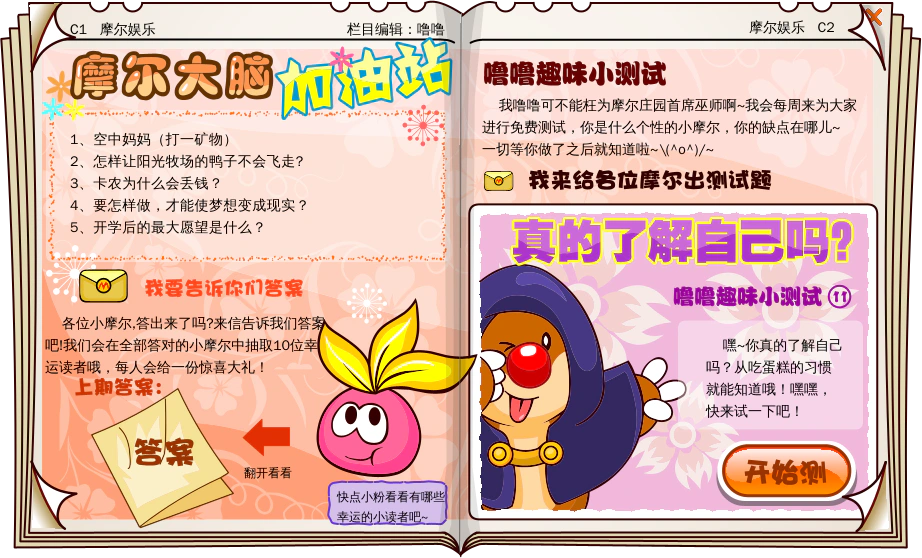 C1 摩尔娱乐
栏目编辑：噜噜
摩尔大脑加油站
1、空中妈妈（打一矿物）
2、怎样让阳光牧场的鸭子不会飞走？
3、卡农为什么会丢钱？
4、要怎样做，才能使梦想变成现实？
5、开学后的最大愿望是什么？
我要告诉你们答案
各位小摩尔,答出来了吗?来信告诉我们答案
吧!我们会在全部答对的小摩尔中抽取10位幸
运读者哦，每人会给一份惊喜大礼！
上期答案：
答案
翻开看看
快点小粉看看有哪些
幸运的小读者吧~
摩尔娱乐 C2
噜噜趣味小测试
我噜噜可不能枉为摩尔庄园首席巫师啊~我会每周来为大家
进行免费测试，你是什么个性的小摩尔，你的缺点在哪儿~
一切等你做了之后就知道啦~\(^o^)/~
我来给各位摩尔出测试题
真的了解自己吗?
噜噜趣味小测试
嘿~你真的了解自己
吗？从吃蛋糕的习惯
就能知道哦！嘿嘿，
快来试一下吧！
开始测